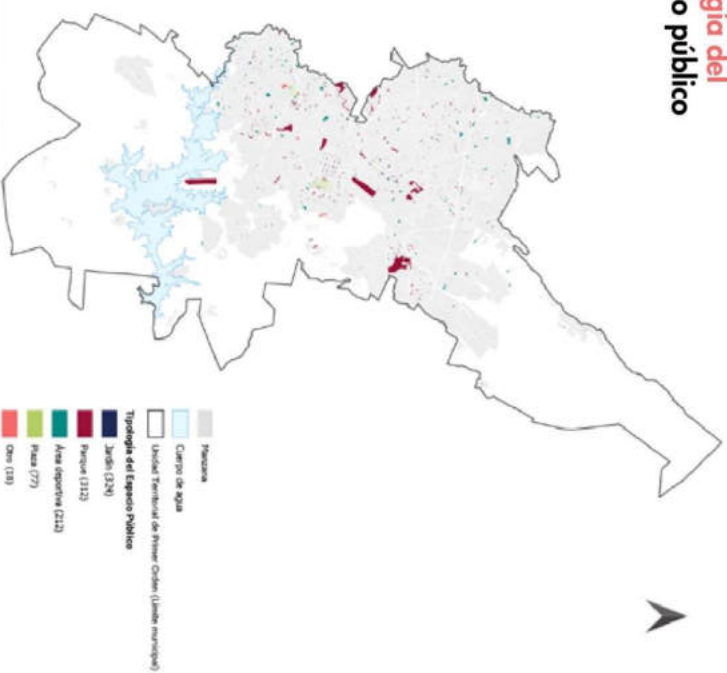 gia del
o público
Manzana
Cuerpo de agua
Unidad Territorial de Primer Orden (Límite municipal)
Tipología del Espacio Público
Jardín (324)
Parque (312)
Área deportiva (212)
Plaza (77)
Otro (18)